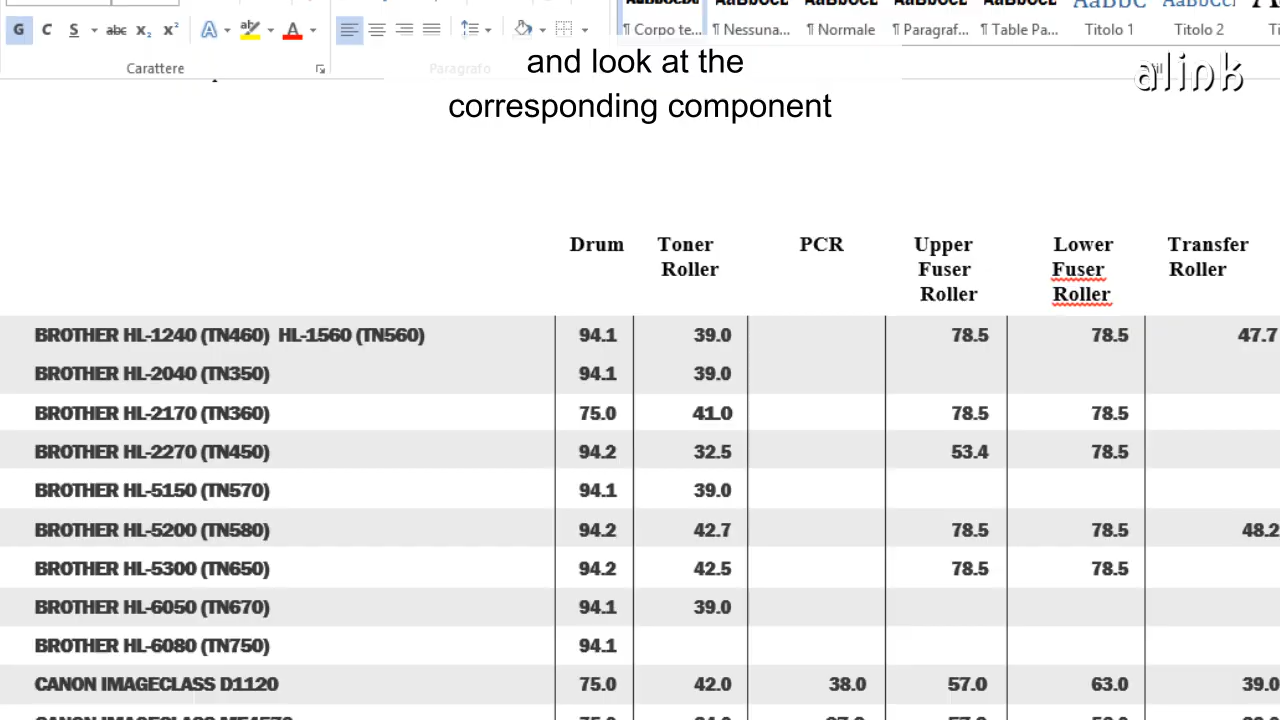 G C S abc x₂ x² A ab A
¶ Corpo te... ¶ Nessuna... ¶ Normale ¶ Paragraf... ¶ Table Pa... Titolo 1 Titolo 2
Carattere Paragrafo
alink
and look at the
corresponding component
Drum Toner PCR Upper Lower Transfer
Roller Fuser Fuser Roller
Roller Roller
BROTHER HL-1240 (TN460) HL-1560 (TN560) 94.1 39.0 78.5 78.5 47.7
BROTHER HL-2040 (TN350) 94.1 39.0
BROTHER HL-2170 (TN360) 75.0 41.0 78.5 78.5
BROTHER HL-2270 (TN450) 94.2 32.5 53.4 78.5
BROTHER HL-5150 (TN570) 94.1 39.0
BROTHER HL-5200 (TN580) 94.2 42.7 78.5 78.5 48.2
BROTHER HL-5300 (TN650) 94.2 42.5 78.5 78.5
BROTHER HL-6050 (TN670) 94.1 39.0
BROTHER HL-6080 (TN750) 94.1
CANON IMAGECLASS D1120 75.0 42.0 38.0 57.0 63.0 39.0
CANON IMAGECLASS